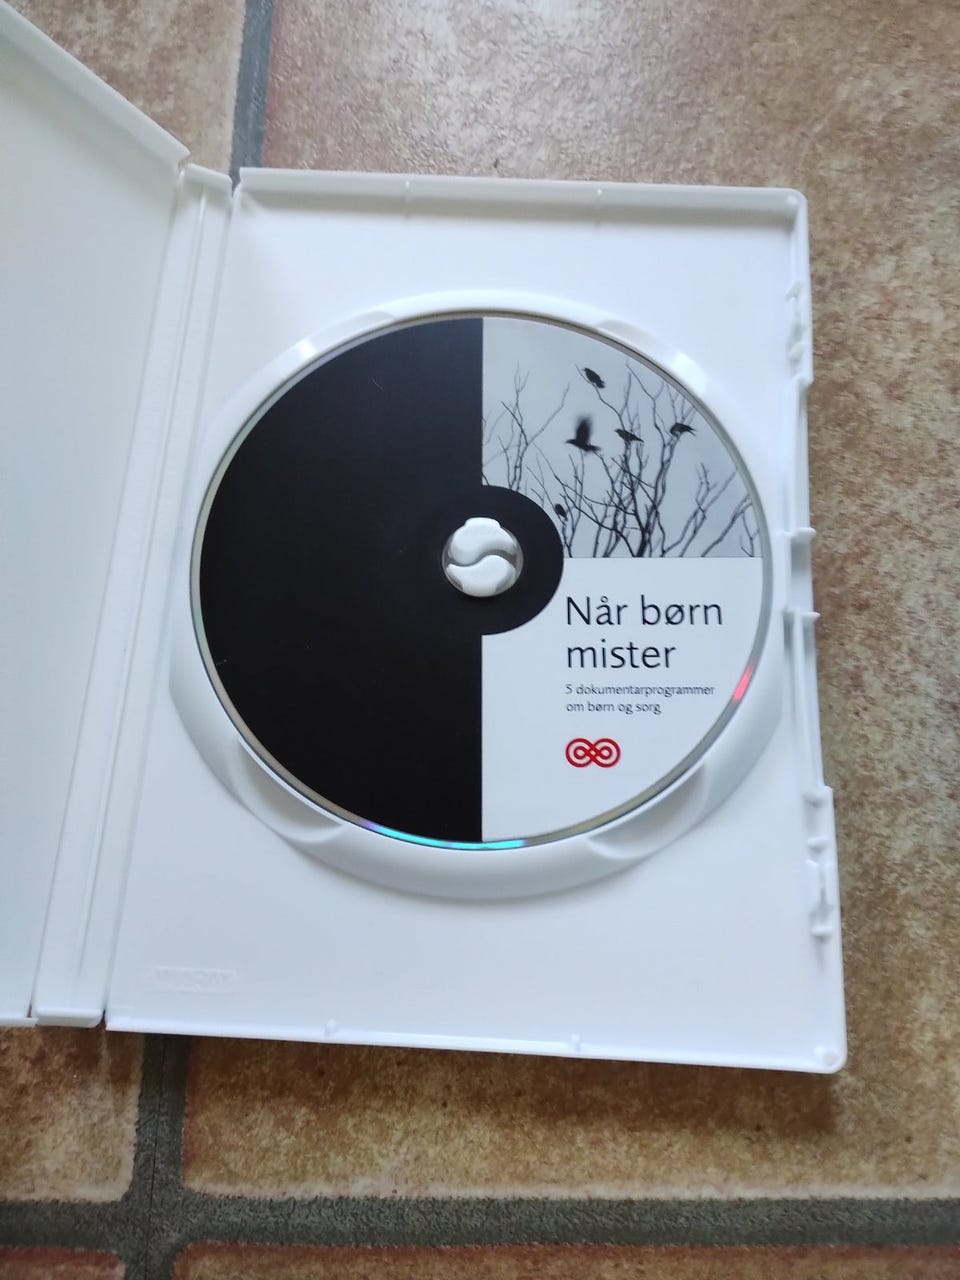 Når børn
mister
5 dokumentarprogrammer
om børn og sorg